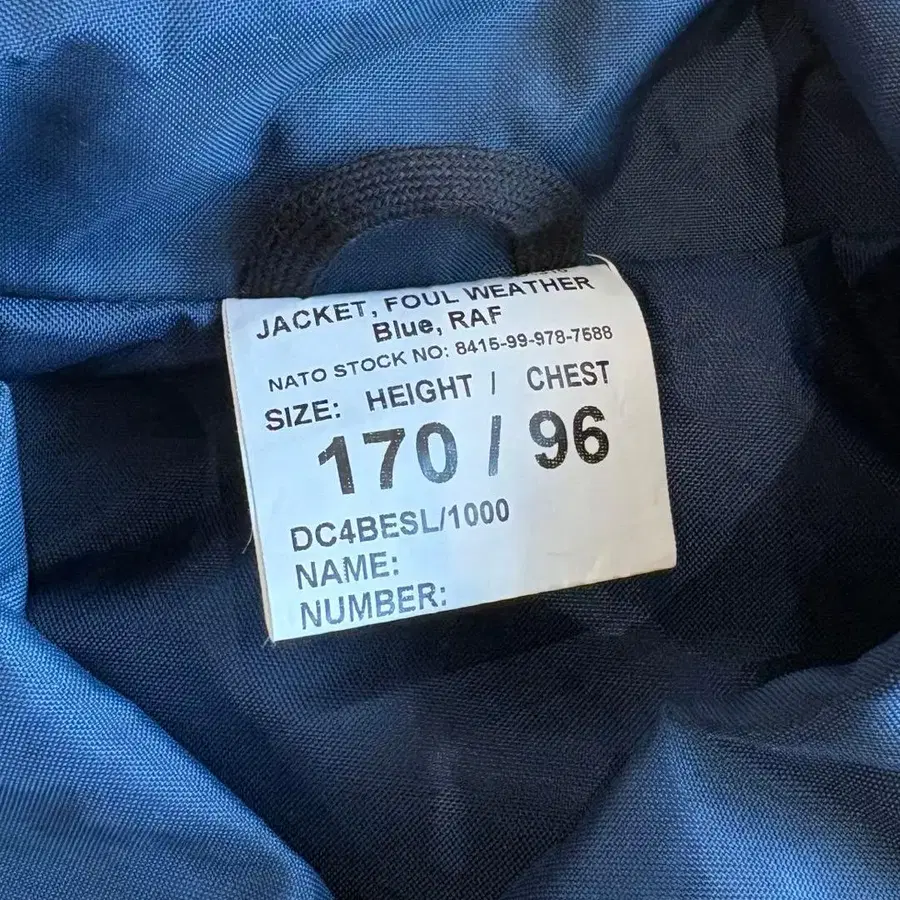 JACKET, FOUL WEATHER
Blue, RAF
NATO STOCK NO: 8415-99-978-7588
SIZE: HEIGHT / CHEST
170 / 96
DC4BESL/1000
NAME:
NUMBER: